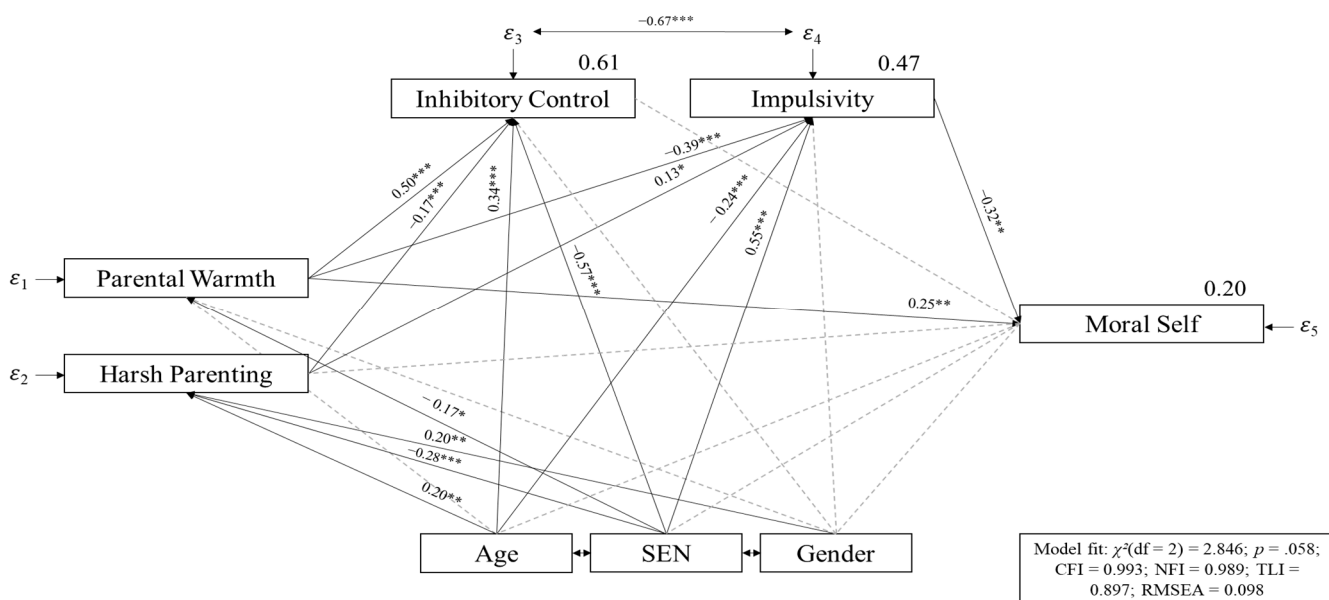 −0.67***
ε3
ε4
0.61
0.47
Inhibitory Control
Impulsivity
−0.39***
0.13*
0.50***
−0.17***
0.34***
− 0.24***
0.55***
−0.32**
−0.57***
ε1
Parental Warmth
0.25**
0.20
Moral Self
ε5
ε2
Harsh Parenting
− 0.17*
0.20**
−0.28***
0.20**
Age
SEN
Gender
Model fit: χ²(df = 2) = 2.846; p = .058;
CFI = 0.993; NFI = 0.989; TLI =
0.897; RMSEA = 0.098